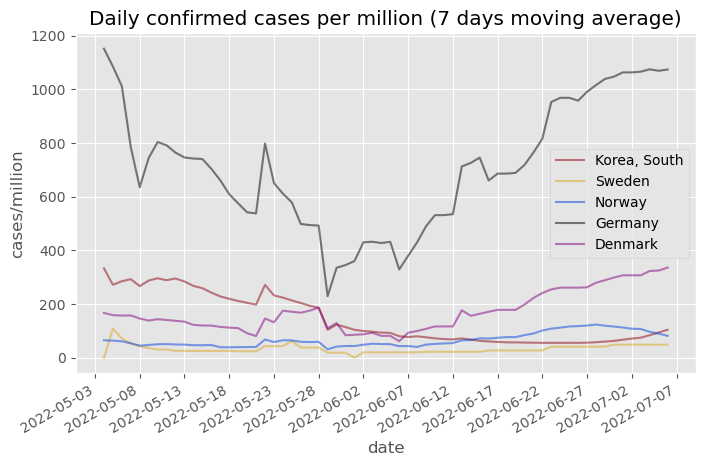 Daily confirmed cases per million (7 days moving average)
1200
1000
800
600
400
200
0
cases/million
Korea, South
Sweden
Norway
Germany
Denmark
2022-05-03
2022-05-08
2022-05-13
2022-05-18
2022-05-23
2022-05-28
2022-06-02
2022-06-07
2022-06-12
2022-06-17
2022-06-22
2022-06-27
2022-07-02
2022-07-07
date